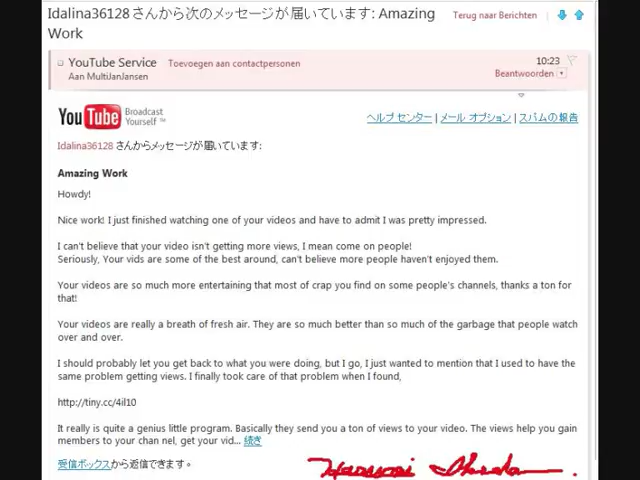 Idalina36128 さんから次のメッセージが届いています: Amazing Work
Terug naar Berichten
YouTube Service
Toevoegen aan contactpersonen
10:23
Aan MultiJanJansen
Beantwoorden
YouTube Broadcast Yourself ™
ヘルプ センター | メール オプション | スパムの報告
Idalina36128 さんからメッセージが届いています:
Amazing Work
Howdy!
Nice work! I just finished watching one of your videos and have to admit I was pretty impressed.
I can't believe that your video isn't getting more views, I mean come on people!
Seriously, Your vids are some of the best around, can't believe more people haven't enjoyed them.
Your videos are so much more entertaining that most of crap you find on some people's channels, thanks a ton for
that!
Your videos are really a breath of fresh air. They are so much better than so much of the garbage that people watch
over and over.
I should probably let you get back to what you were doing, but I go, I just wanted to mention that I used to have the
same problem getting views. I finally took care of that problem when I found,
http://tiny.cc/4il10
It really is quite a genius little program. Basically they send you a ton of views to your video. The views help you gain
members to your chan nel, get your vid... 続き
受信ボックスから返信できます。